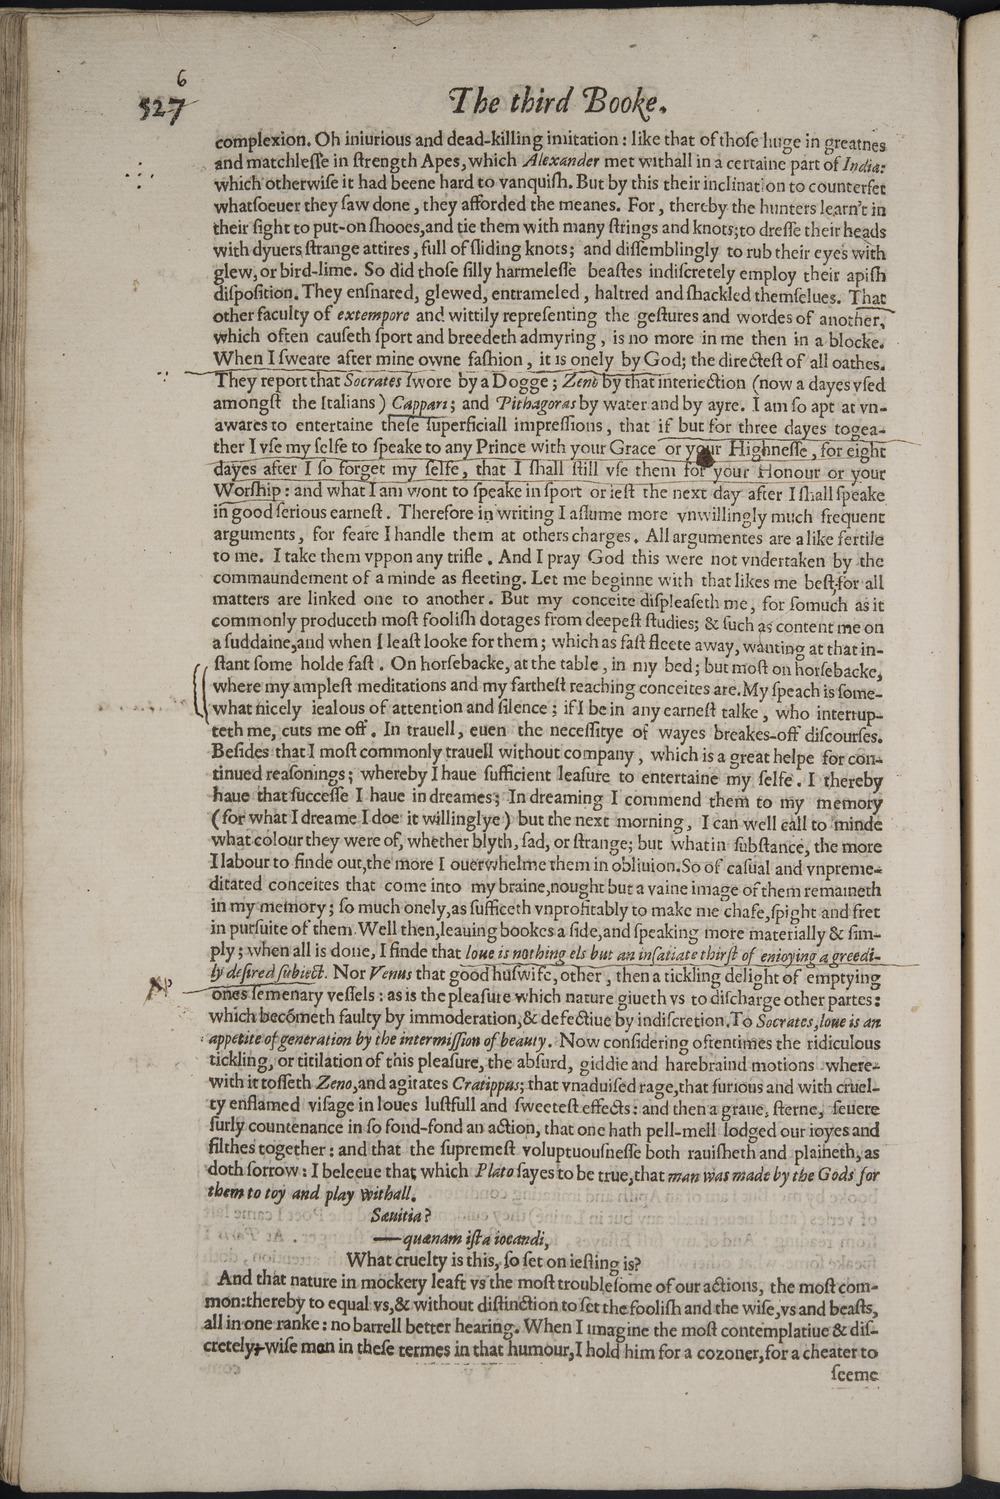 6
527
The third Booke.
complexion. Oh iniurious and dead-killing imitation : like that of thoſe huge in greatnes
and matchleſſe in ſtrength Apes, which Alexander met withall in a certaine part of India:
which otherwiſe it had beene hard to vanquiſh. But by this their inclination to counterfet
whatſoeuer they ſaw done , they afforded the meanes. For , thereby the hunters learn't in
their ſight to put-on ſhooes,and tie them with many ſtrings and knots;to dreſſe their heads
with dyuers ſtrange attires , full of ſliding knots; and diſſemblingly to rub their eyes with
glew, or bird-lime. So did thoſe ſilly harmeleſſe beaſtes indiſcretely employ their apiſh
diſpoſition. They enſnared, glewed, entrameled , haltred and ſhackled themſelues. That
other faculty of extempore and wittily repreſenting the geſtures and wordes of another,
which often cauſeth ſport and breedeth admyring , is no more in me then in a blocke.
When I ſweare after mine owne faſhion , it is onely by God; the directeſt of all oathes.
They report that Socrates ſwore by a Dogge ; Zeno by that interiection (now a dayes vſed
amongſt the Italians ) Cappari ; and Pithagoras by water and by ayre. I am ſo apt at vn-
awares to entertaine theſe ſuperficiall impreſſions , that if but for three dayes togea-
ther I vſe my ſelfe to ſpeake to any Prince with your Grace or your Highneſſe , for eight
dayes after I ſo forget my ſelfe, that I ſhall ſtill vſe them for your Honour or your
Worſhip : and what I am wont to ſpeake in ſport or ieſt the next day after I ſhall ſpeake
in good ſerious earneſt . Therefore in writing I aſſume more vnwillingly much frequent
arguments, for feare I handle them at others charges. All argumentes are alike fertile
to me. I take them vppon any trifle . And I pray God this were not vndertaken by the
commaundement of a minde as fleeting. Let me beginne with that likes me beſt, for all
matters are linked one to another. But my conceite diſpleaſeth me , for ſomuch as it
commonly produceth moſt fooliſh dotages from deepeſt ſtudies; & ſuch as content me on
a ſuddaine,and when I leaſt looke for them ; which as faſt fleete away, wanting at that in-
ſtant ſome holde faſt . On horſebacke, at the table , in my bed ; but moſt on horſebacke,
where my ampleſt meditations and my fartheſt reaching conceites are. My ſpeach is ſome-
what nicely iealous of attention and ſilence ; if I be in any earneſt talke , who interrup-
teth me, cuts me off . In trauell, euen the neceſſitye of wayes breakes-off diſcourſes.
Beſides that I moſt commonly trauell without company , which is a great helpe for con-
tinued reaſonings ; whereby I haue ſufficient leaſure to entertaine my ſelfe. I thereby
haue that ſucceſſe I haue in dreames; In dreaming I commend them to my memory
( for what I dreame I doe it willinglye ) but the next morning , I can well call to minde
what colour they were of, whether blyth, ſad, or ſtrange; but what in ſubſtance, the more
I labour to finde out,the more I ouerwhelme them in obliuion.So of caſual and vnpreme-
ditated conceites that come into my braine,nought but a vaine image of them remaineth
in my memory ; ſo much onely,as ſufficeth vnprofitably to make me chafe,ſpight and fret
in purſuite of them. Well then,leauing bookes a ſide,and ſpeaking more materially & ſim-
ply ; when all is done, I finde that loue is nothing els but an inſatiate thirſt of enioying a greedi-
ly deſired ſubiect. Nor Venus that good huſwife, other , then a tickling delight of emptying
ones ſemenary veſſels : as is the pleaſure which nature giueth vs to diſcharge other partes :
which becometh faulty by immoderation,& defectiue by indiſcretion.To Socrates,loue is an
appetite of generation by the intermiſſion of beauty. Now conſidering oftentimes the ridiculous
tickling, or titilation of this pleaſure, the abſurd, giddie and harebraind motions where-
with it toſſeth Zeno,and agitates Cratippus; that vnaduiſed rage,that furious and with cruel-
ty enflamed viſage in loues luſtfull and ſweeteſt effects : and then a graue, ſterne, ſeuere
ſurly countenance in ſo fond-fond an action, that one hath pell-mell lodged our ioyes and
filthes together : and that the ſupremeſt voluptuouſneſſe both rauiſheth and plaineth, as
doth ſorrow : I beleeue that which Plato ſayes to be true, that man was made by the Gods for
them to toy and play withall.
Sæuitia ?
——quænam iſta iocandi,
What cruelty is this, ſo ſet on ieſting is?
And that nature in mockery leaft vs the moſt troubleſome of our actions, the moſt com-
mon:thereby to equal vs,& without diſtinction to ſet the fooliſh and the wiſe,vs and beaſts,
all in one ranke : no barrell better hearing. When I imagine the moſt contemplatiue & diſ-
cretely-wiſe man in theſe termes in that humour,I hold him for a cozoner,for a cheater to
ſeeme